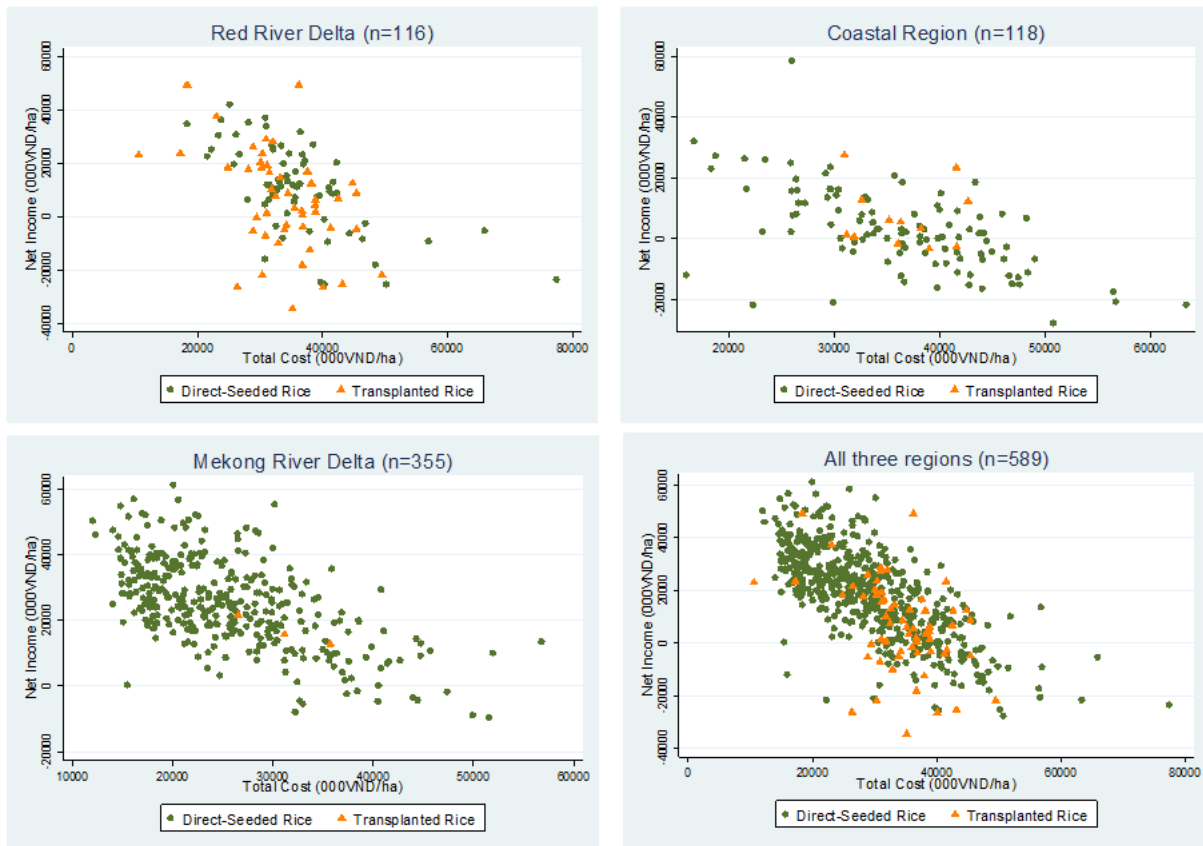 Red River Delta (n=116)
Net Income (000VND/ha)
60000
40000
20000
0
-20000
-40000
0 20000 40000 60000 80000
Total Cost (000VND/ha)
Direct-Seeded Rice Transplanted Rice
Coastal Region (n=118)
Net Income (000VND/ha)
60000
40000
20000
0
-20000
20000 30000 40000 50000 60000
Total Cost (000VND/ha)
Direct-Seeded Rice Transplanted Rice
Mekong River Delta (n=355)
Net Income (000VND/ha)
60000
40000
20000
0
-20000
10000 20000 30000 40000 50000 60000
Total Cost (000VND/ha)
Direct-Seeded Rice Transplanted Rice
All three regions (n=589)
Net Income (000VND/ha)
60000
40000
20000
0
-20000
-40000
0 20000 40000 60000 80000
Total Cost (000VND/ha)
Direct-Seeded Rice Transplanted Rice